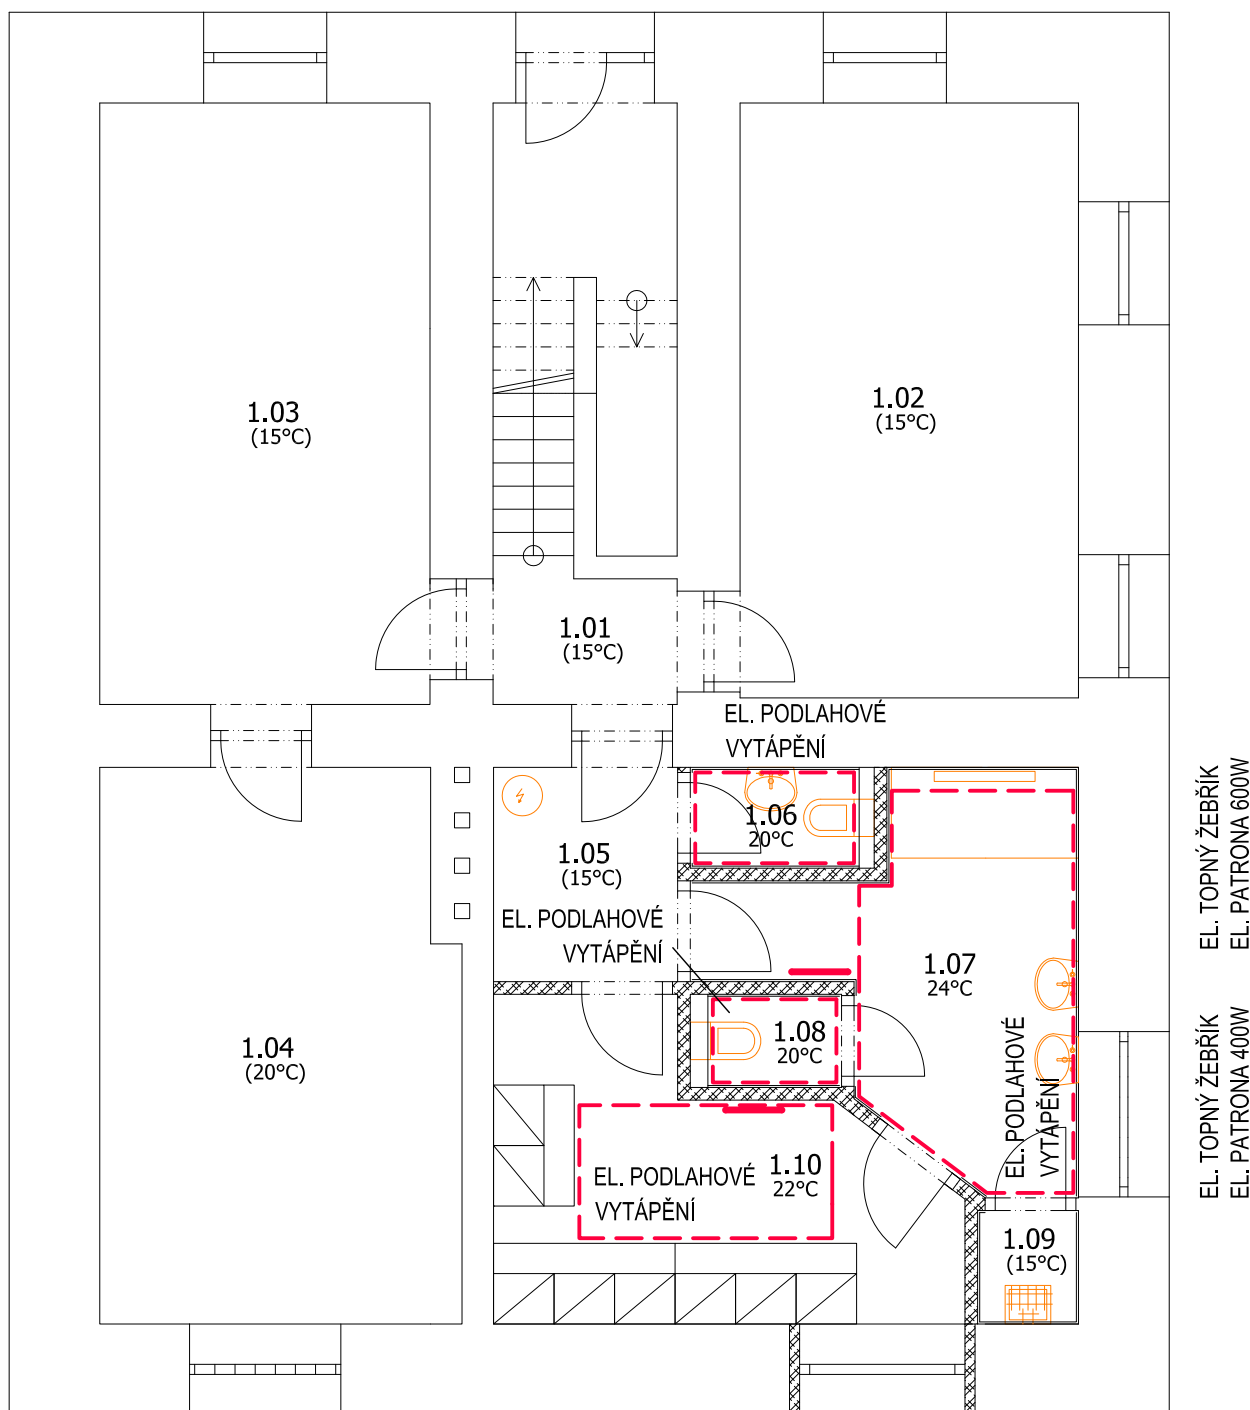 1.03
(15°C)
1.02
(15°C)
1.01
(15°C)
EL. PODLAHOVÉ
VYTÁPĚNÍ
1.06
20°C
1.05
(15°C)
EL. PODLAHOVÉ
VYTÁPĚNÍ
1.07
24°C
EL. TOPNÝ ŽEBŘÍK
EL. PATRONA 600W
1.04
(20°C)
1.08
20°C
EL. PODLAHOVÉ
VYTÁPĚNÍ
EL. TOPNÝ ŽEBŘÍK
EL. PATRONA 400W
1.10
22°C
EL. PODLAHOVÉ
VYTÁPĚNÍ
1.09
(15°C)